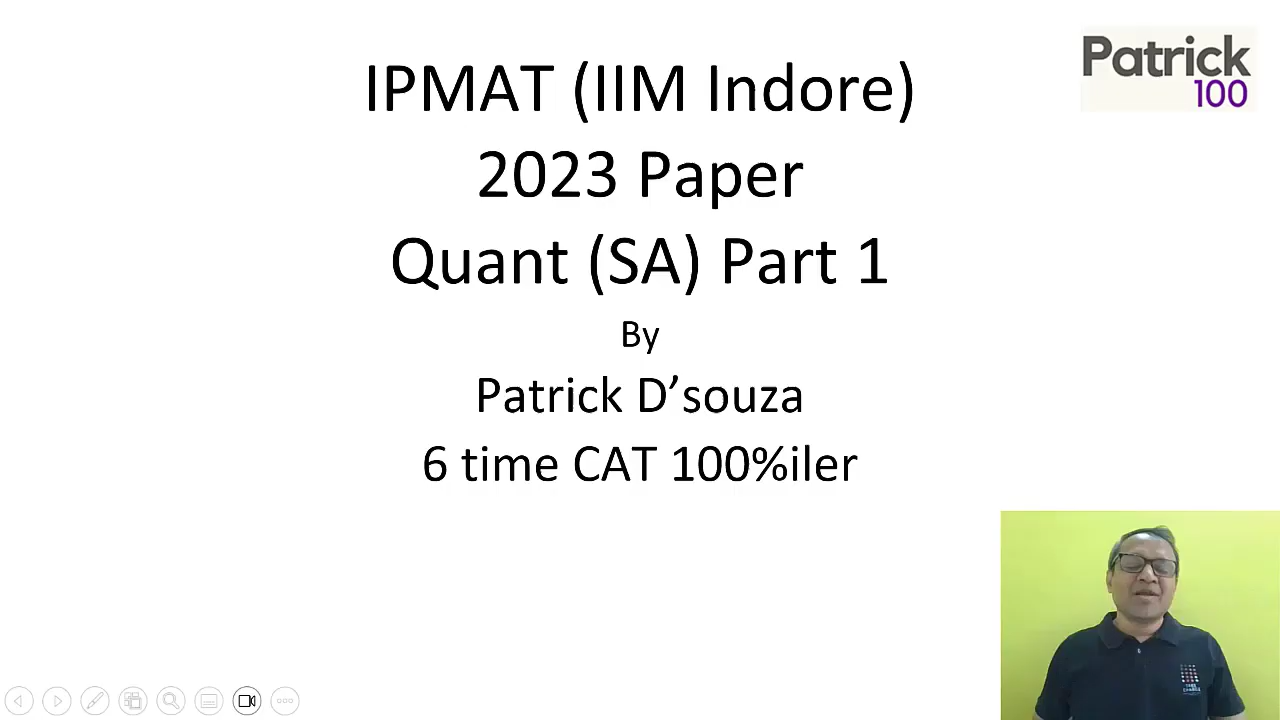 Patrick
100
IPMAT (IIM Indore)
2023 Paper
Quant (SA) Part 1
By
Patrick D’souza
6 time CAT 100%iler